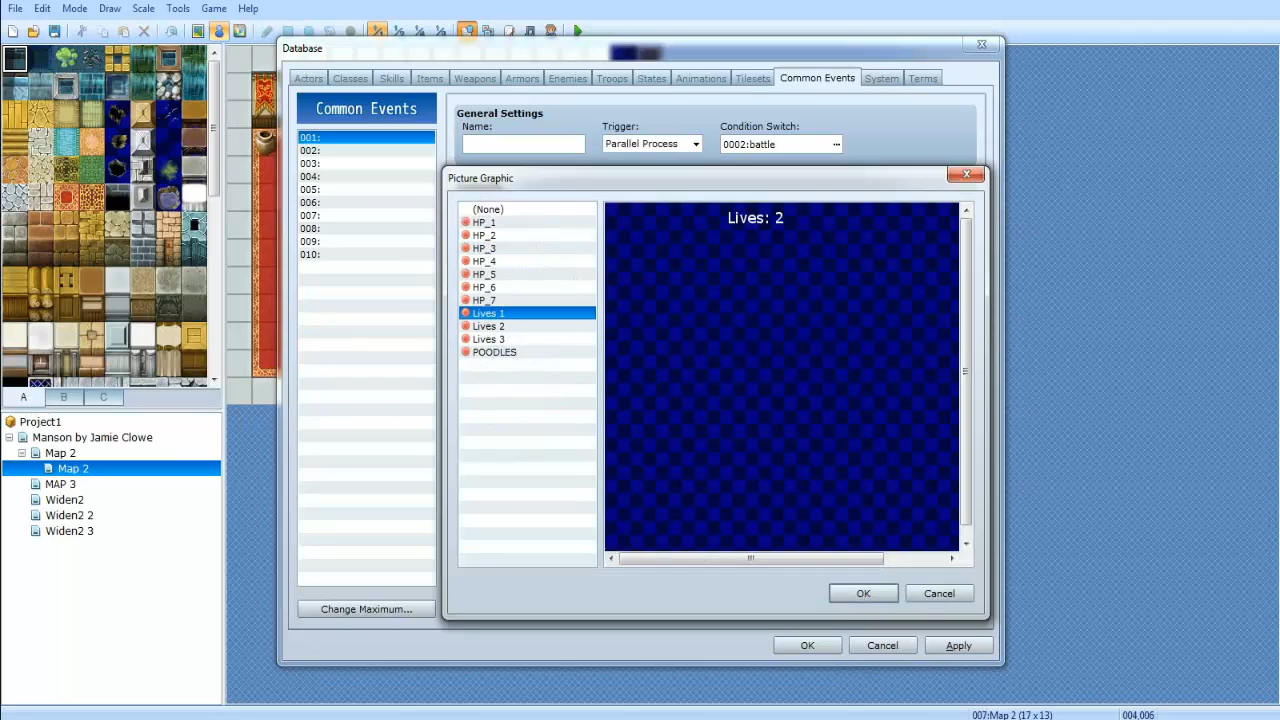 File Edit Mode Draw Scale Tools Game Help
Database
Actors Classes Skills Items Weapons Armors Enemies Troops States Animations Tilesets Common Events System Terms
Common Events
General Settings
Name: Trigger: Condition Switch:
Parallel Process 0002:battle
001:
002:
003:
004:
005:
006:
007:
008:
009:
010:
Change Maximum...
Picture Graphic
(None)
HP_1
HP_2
HP_3
HP_4
HP_5
HP_6
HP_7
Lives 1
Lives 2
Lives 3
POODLES
Lives: 2
OK Cancel
OK Cancel Apply
A B C
Project1
Manson by Jamie Clowe
Map 2
Map 2
MAP 3
Widen2
Widen2 2
Widen2 3
007:Map 2 (17 x 13) 004,006